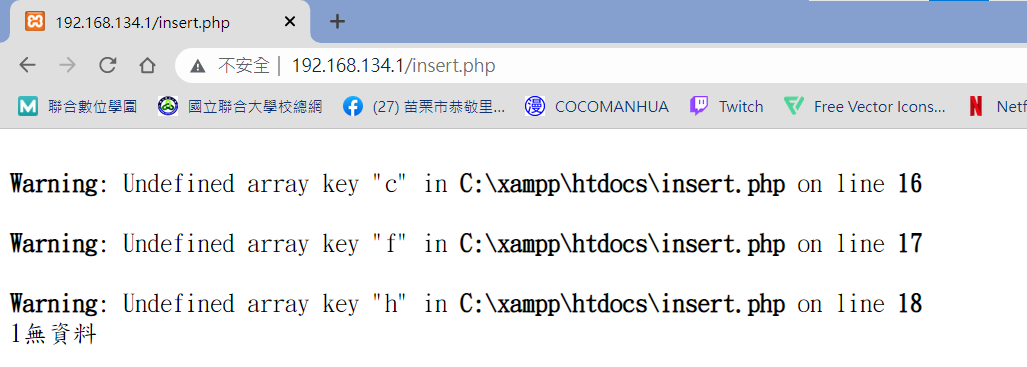 192.168.134.1/insert.php
不安全 | 192.168.134.1/insert.php
聯合數位學園 國立聯合大學校總網 (27) 苗栗市恭敬里... COCOMANHUA Twitch Free Vector Icons... Netf
Warning: Undefined array key "c" in C:\xampp\htdocs\insert.php on line 16
Warning: Undefined array key "f" in C:\xampp\htdocs\insert.php on line 17
Warning: Undefined array key "h" in C:\xampp\htdocs\insert.php on line 18
1無資料